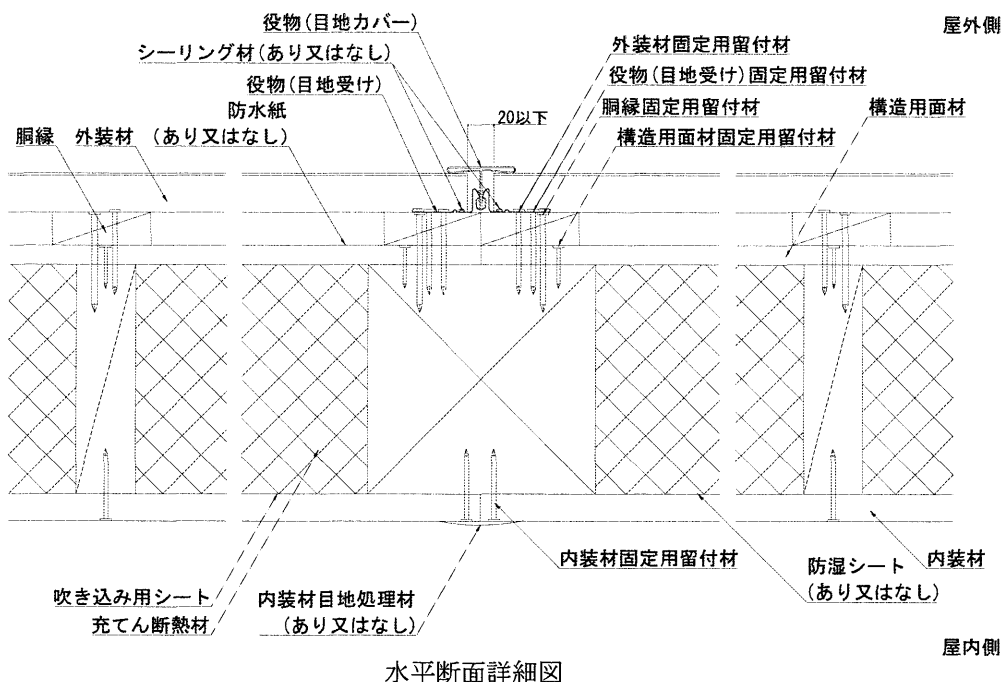 役物(目地カバー)
屋外側
シーリング材(あり又はなし)
外装材固定用留付材
役物(目地受け)
役物(目地受け)固定用留付材
防水紙
(あり又はなし)
20以下
胴縁固定用留付材
構造用面材
胴縁
外装材
構造用面材固定用留付材
内装材固定用留付材
防湿シート
(あり又はなし)
内装材
吹き込み用シート
充てん断熱材
内装材目地処理材
(あり又はなし)
屋内側
水平断面詳細図